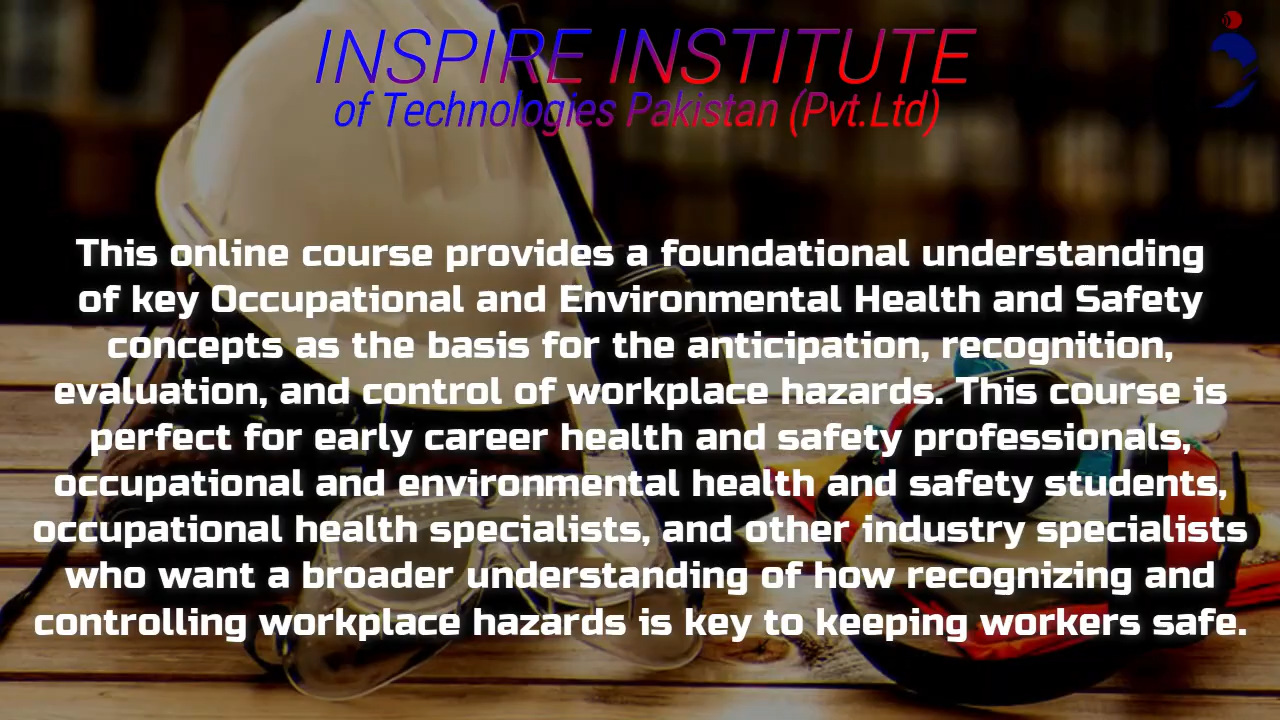 INSPIRE INSTITUTE
of Technologies Pakistan (Pvt.Ltd)
This online course provides a foundational understanding
of key Occupational and Environmental Health and Safety
concepts as the basis for the anticipation, recognition,
evaluation, and control of workplace hazards. This course is
perfect for early career health and safety professionals,
occupational and environmental health and safety students,
occupational health specialists, and other industry specialists
who want a broader understanding of how recognizing and
controlling workplace hazards is key to keeping workers safe.